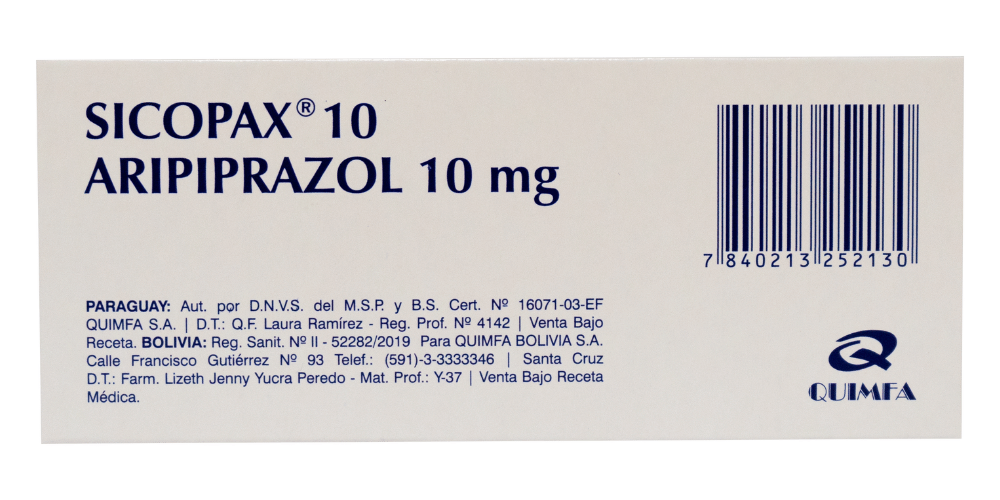 SICOPAX® 10
ARIPIPRAZOL 10 mg
7 840213 252130
PARAGUAY: Aut. por D.N.V.S. del M.S.P. y B.S. Cert. Nº 16071-03-EF
QUIMFA S.A. | D.T.: Q.F. Laura Ramírez - Reg. Prof. Nº 4142 | Venta Bajo
Receta. BOLIVIA: Reg. Sanit. Nº II - 52282/2019 Para QUIMFA BOLIVIA S.A.
Calle Francisco Gutiérrez Nº 93 Telef.: (591)-3-3333346 | Santa Cruz
D.T.: Farm. Lizeth Jenny Yucra Peredo - Mat. Prof.: Y-37 | Venta Bajo Receta
Médica.
QUIMFA